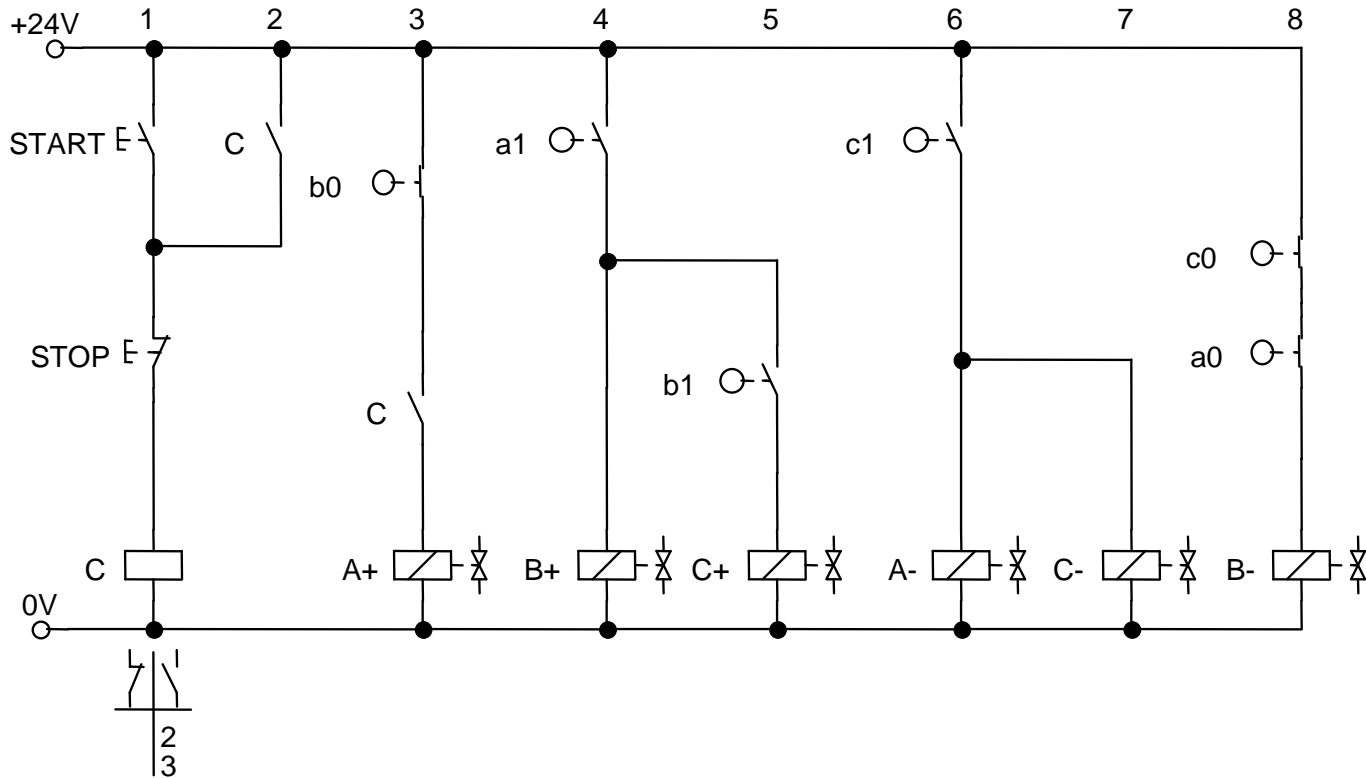 +24V 1 2 3 4 5 6 7 8
START C a1 c1
b0
c0
STOP a0
b1
C
C A+ B+ C+ A- C- B-
0V
2
3